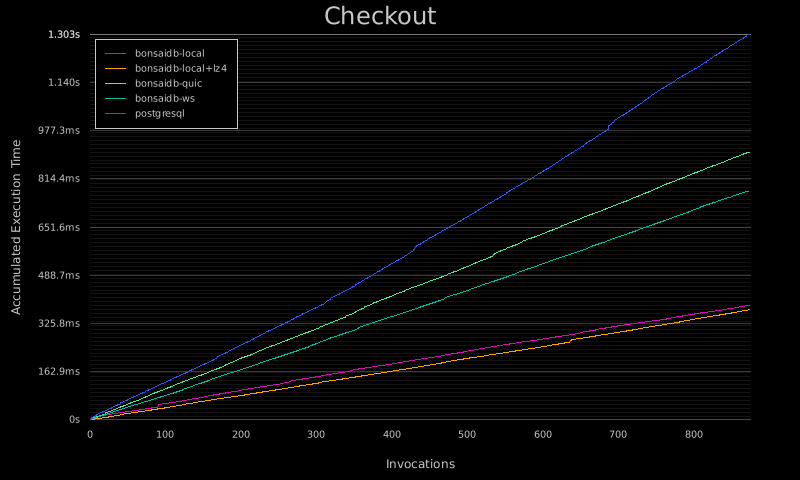 Checkout
1.303s
1.140s
977.3ms
814.4ms
651.6ms
488.7ms
325.8ms
162.9ms
0s
Accumulated Execution Time
bonsaidb-local
bonsaidb-local+lz4
bonsaidb-quic
bonsaidb-ws
postgresql
0 100 200 300 400 500 600 700 800
Invocations